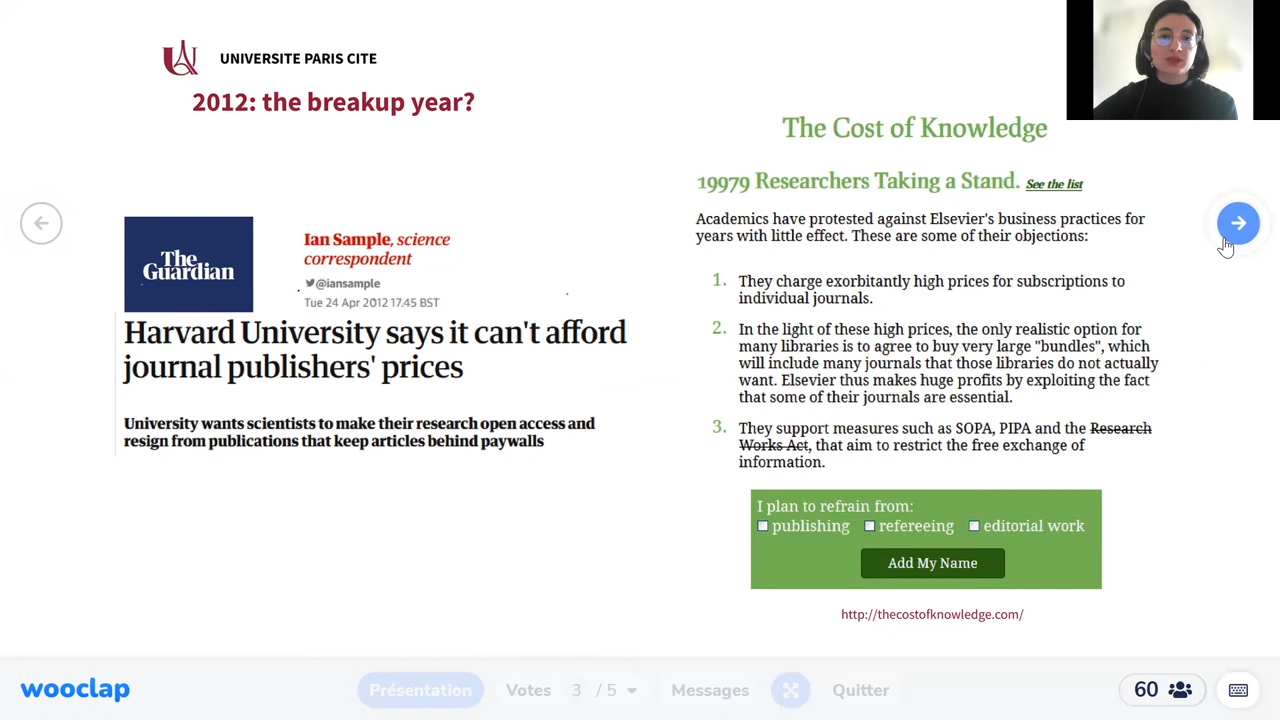 UNIVERSITE PARIS CITE
2012: the breakup year?
The
Guardian
Ian Sample, science
correspondent
@iansample
Tue 24 Apr 2012 17.45 BST
Harvard University says it can't afford
journal publishers' prices
University wants scientists to make their research open access and
resign from publications that keep articles behind paywalls
The Cost of Knowledge
19979 Researchers Taking a Stand. See the list
Academics have protested against Elsevier's business practices for
years with little effect. These are some of their objections:
1. They charge exorbitantly high prices for subscriptions to
individual journals.
2. In the light of these high prices, the only realistic option for
many libraries is to agree to buy very large "bundles", which
will include many journals that those libraries do not actually
want. Elsevier thus makes huge profits by exploiting the fact
that some of their journals are essential.
3. They support measures such as SOPA, PIPA and the Research
Works Act, that aim to restrict the free exchange of
information.
I plan to refrain from:
publishing refereeing editorial work
Add My Name
http://thecostofknowledge.com/
wooclap
Présentation Votes 3 / 5 Messages Quitter 60